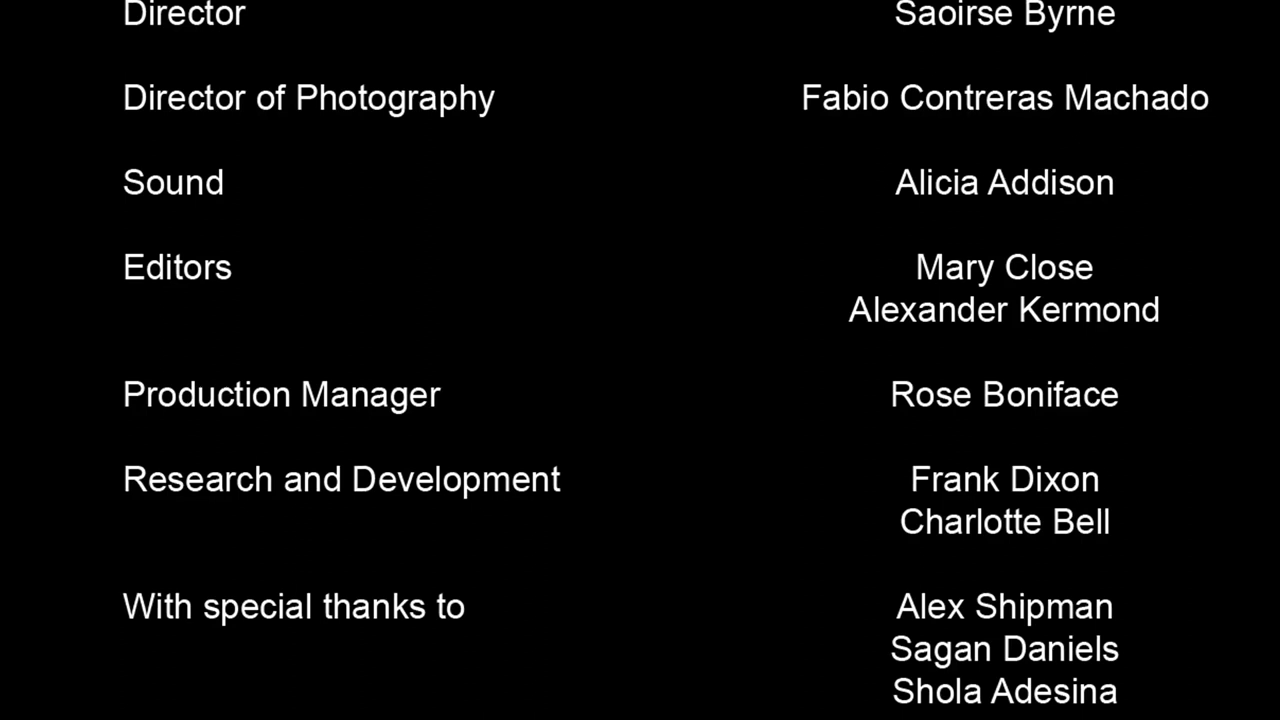 Director Saoirse Byrne
Director of Photography Fabio Contreras Machado
Sound Alicia Addison
Editors Mary Close
Alexander Kermond
Production Manager Rose Boniface
Research and Development Frank Dixon
Charlotte Bell
With special thanks to Alex Shipman
Sagan Daniels
Shola Adesina